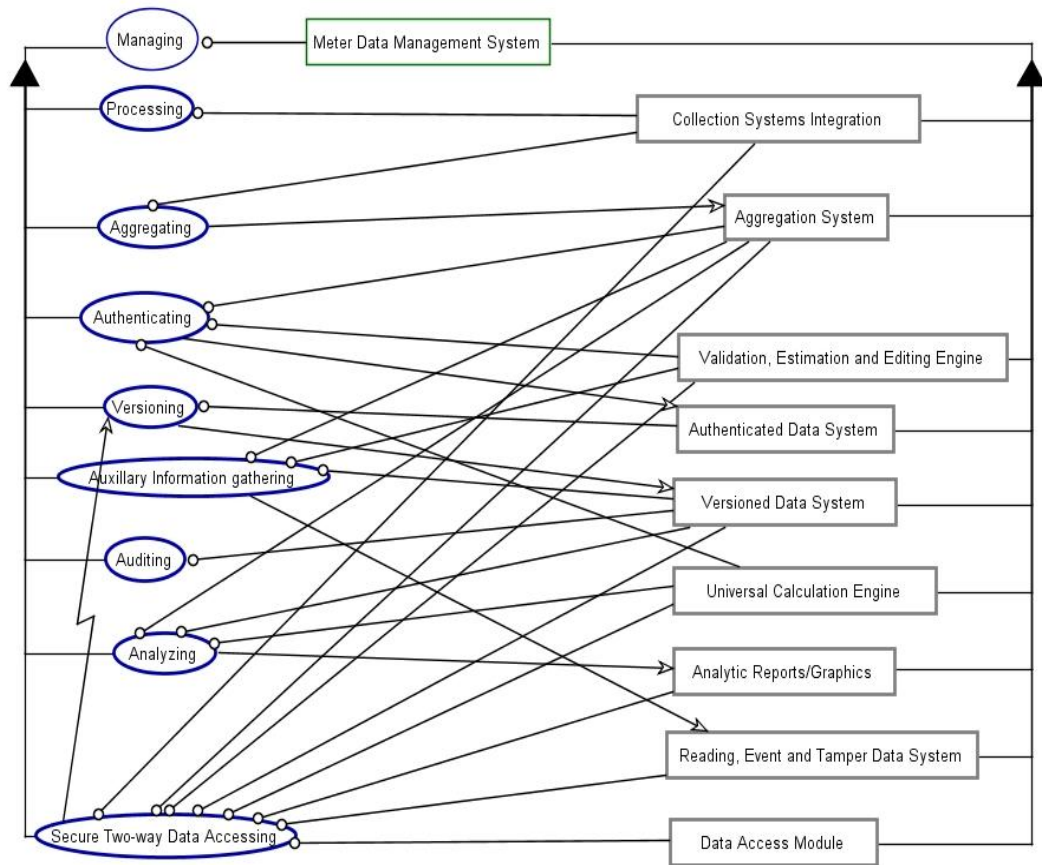 Managing
Meter Data Management System
Processing
Collection Systems Integration
Aggregating
Aggregation System
Authenticating
Validation, Estimation and Editing Engine
Versioning
Authenticated Data System
Auxillary Information gathering
Versioned Data System
Auditing
Universal Calculation Engine
Analyzing
Analytic Reports/Graphics
Reading, Event and Tamper Data System
Secure Two-way Data Accessing
Data Access Module